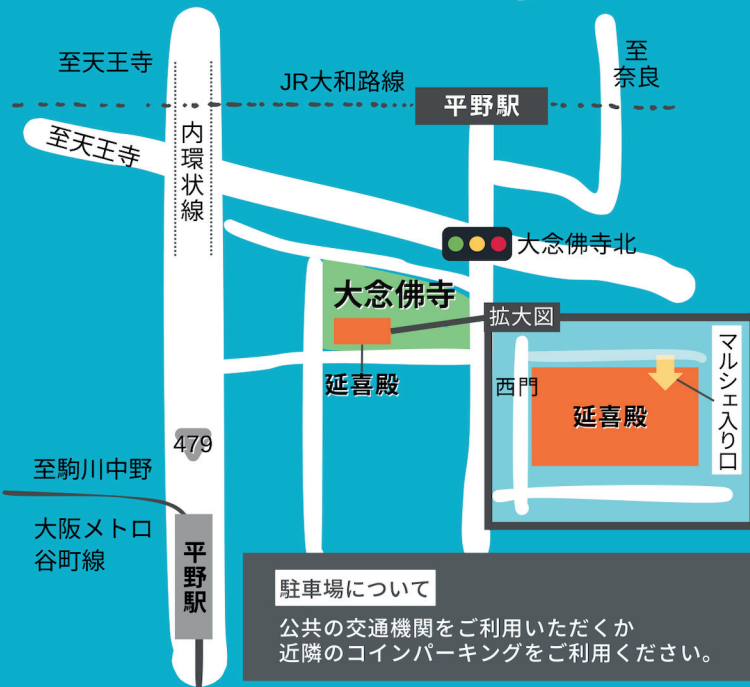 至天王寺
JR大和路線
至
奈良
平野駅
至天王寺
内環状線
大念佛寺北
大念佛寺
拡大図
マルシェ入り口
西門
延喜殿
延喜殿
479
至駒川中野
大阪メトロ
谷町線
平野駅
駐車場について
公共の交通機関をご利用いただくか
近隣のコインパーキングをご利用ください。